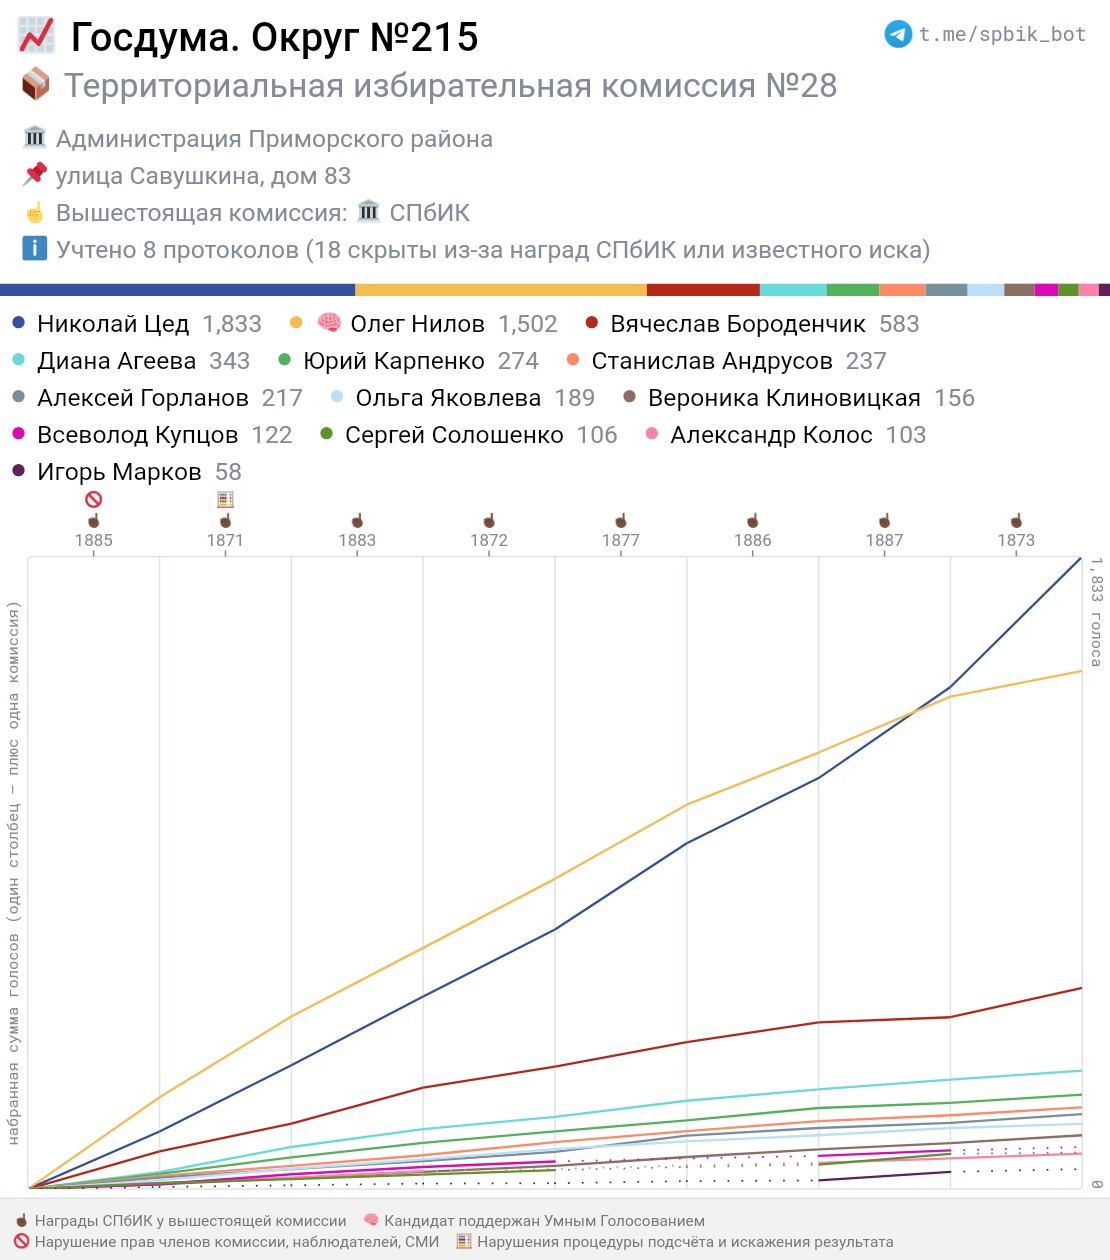 Госдума. Округ №215
t.me/spbik_bot
Территориальная избирательная комиссия №28
Администрация Приморского района
улица Савушкина, дом 83
Вышестоящая комиссия: СПбИК
Учтено 8 протоколов (18 скрыты из-за наград СПбИК или известного иска)
Николай Цед 1,833 Олег Нилов 1,502 Вячеслав Бороденчик 583
Диана Агеева 343 Юрий Карпенко 274 Станислав Андрусов 237
Алексей Горланов 217 Ольга Яковлева 189 Вероника Клиновицкая 156
Всеволод Купцов 122 Сергей Солошенко 106 Александр Колос 103
Игорь Марков 58
1885 1871 1883 1872 1877 1886 1887 1873
набранная сумма голосов (один столбец – плюс одна комиссия)
1,833 голоса
0
Награды СПбИК у вышестоящей комиссии Кандидат поддержан Умным Голосованием
Нарушение прав членов комиссии, наблюдателей, СМИ Нарушения процедуры подсчёта и искажения результата